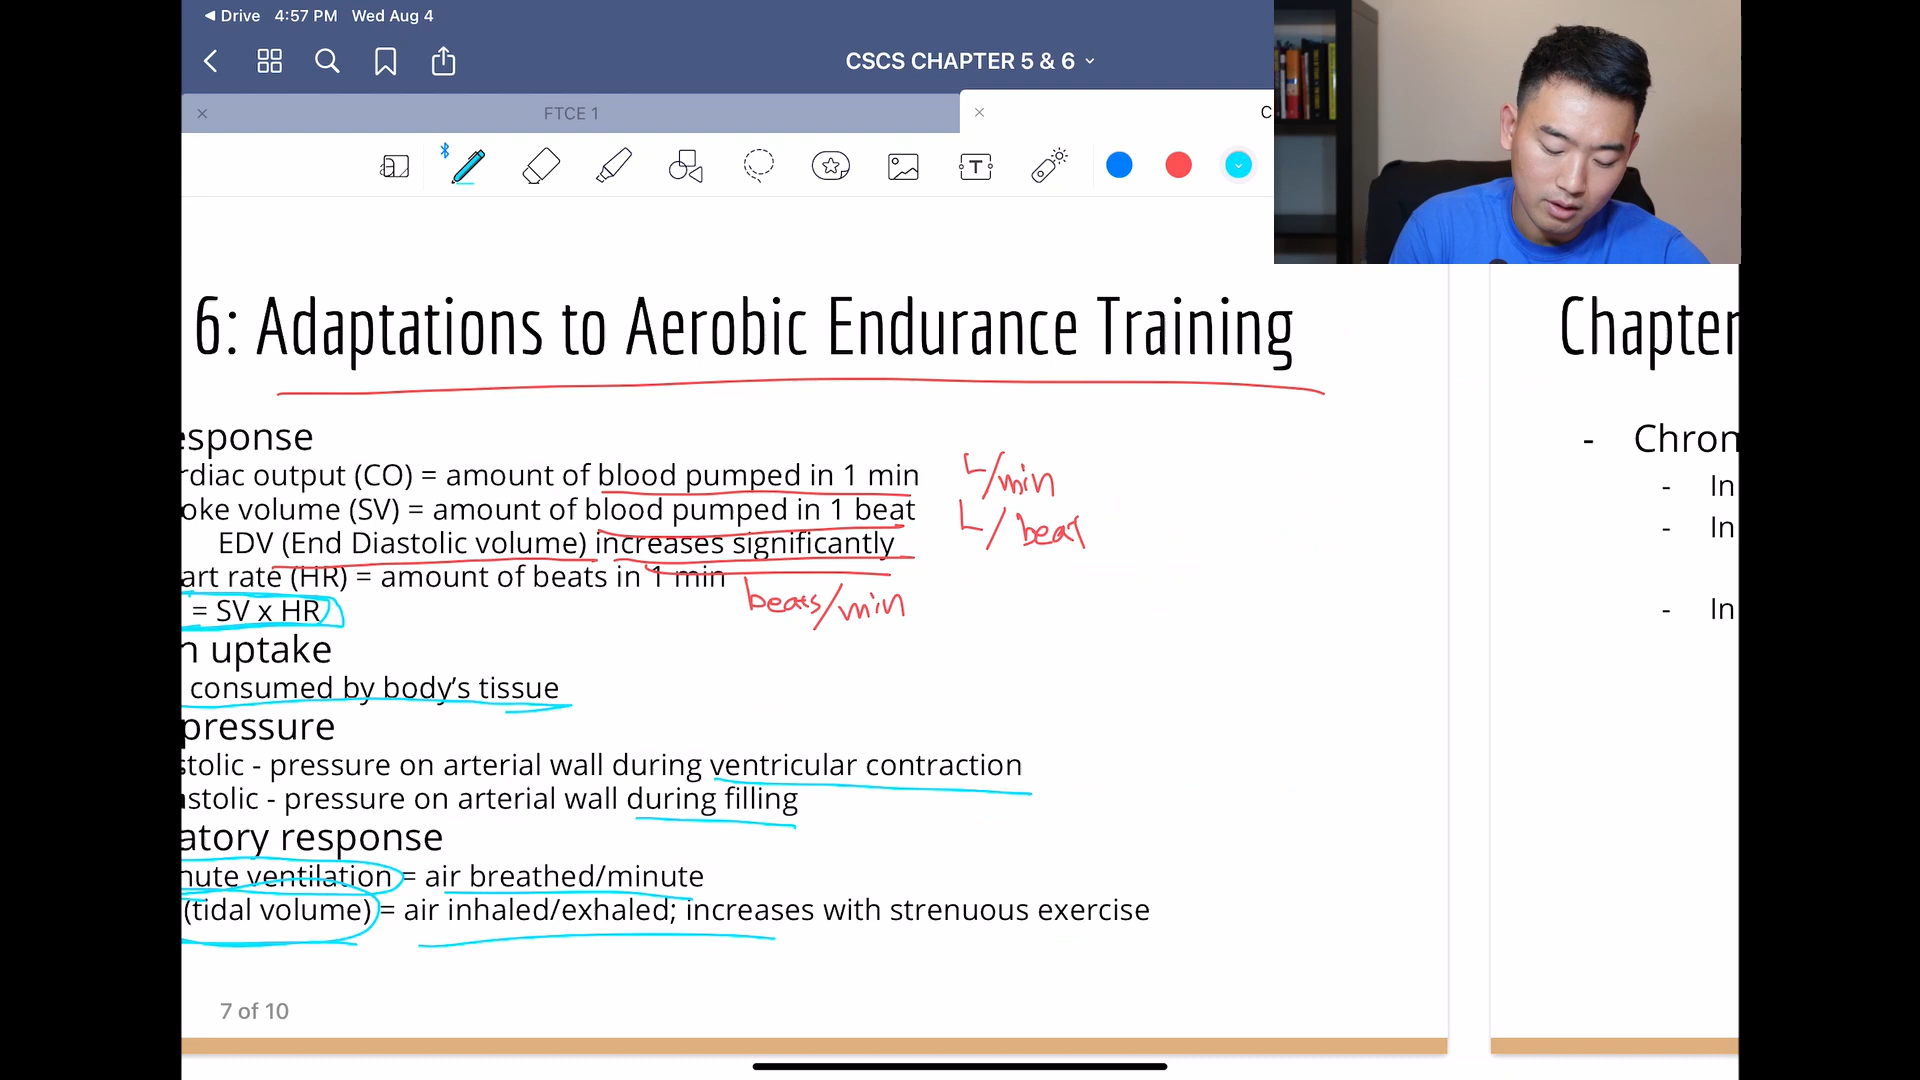 Drive 4:57 PM Wed Aug 4
CSCS CHAPTER 5 & 6
FTCE 1
C
T
6: Adaptations to Aerobic Endurance Training
esponse
rdiac output (CO) = amount of blood pumped in 1 min L/min
oke volume (SV) = amount of blood pumped in 1 beat L/beat
EDV (End Diastolic volume) increases significantly
art rate (HR) = amount of beats in 1 min beats/min
= SV x HR
n uptake
consumed by body's tissue
pressure
stolic - pressure on arterial wall during ventricular contraction
astolic - pressure on arterial wall during filling
atory response
nute ventilation = air breathed/minute
(tidal volume) = air inhaled/exhaled; increases with strenuous exercise
7 of 10
Chapter
- Chron
- In
- In
- In